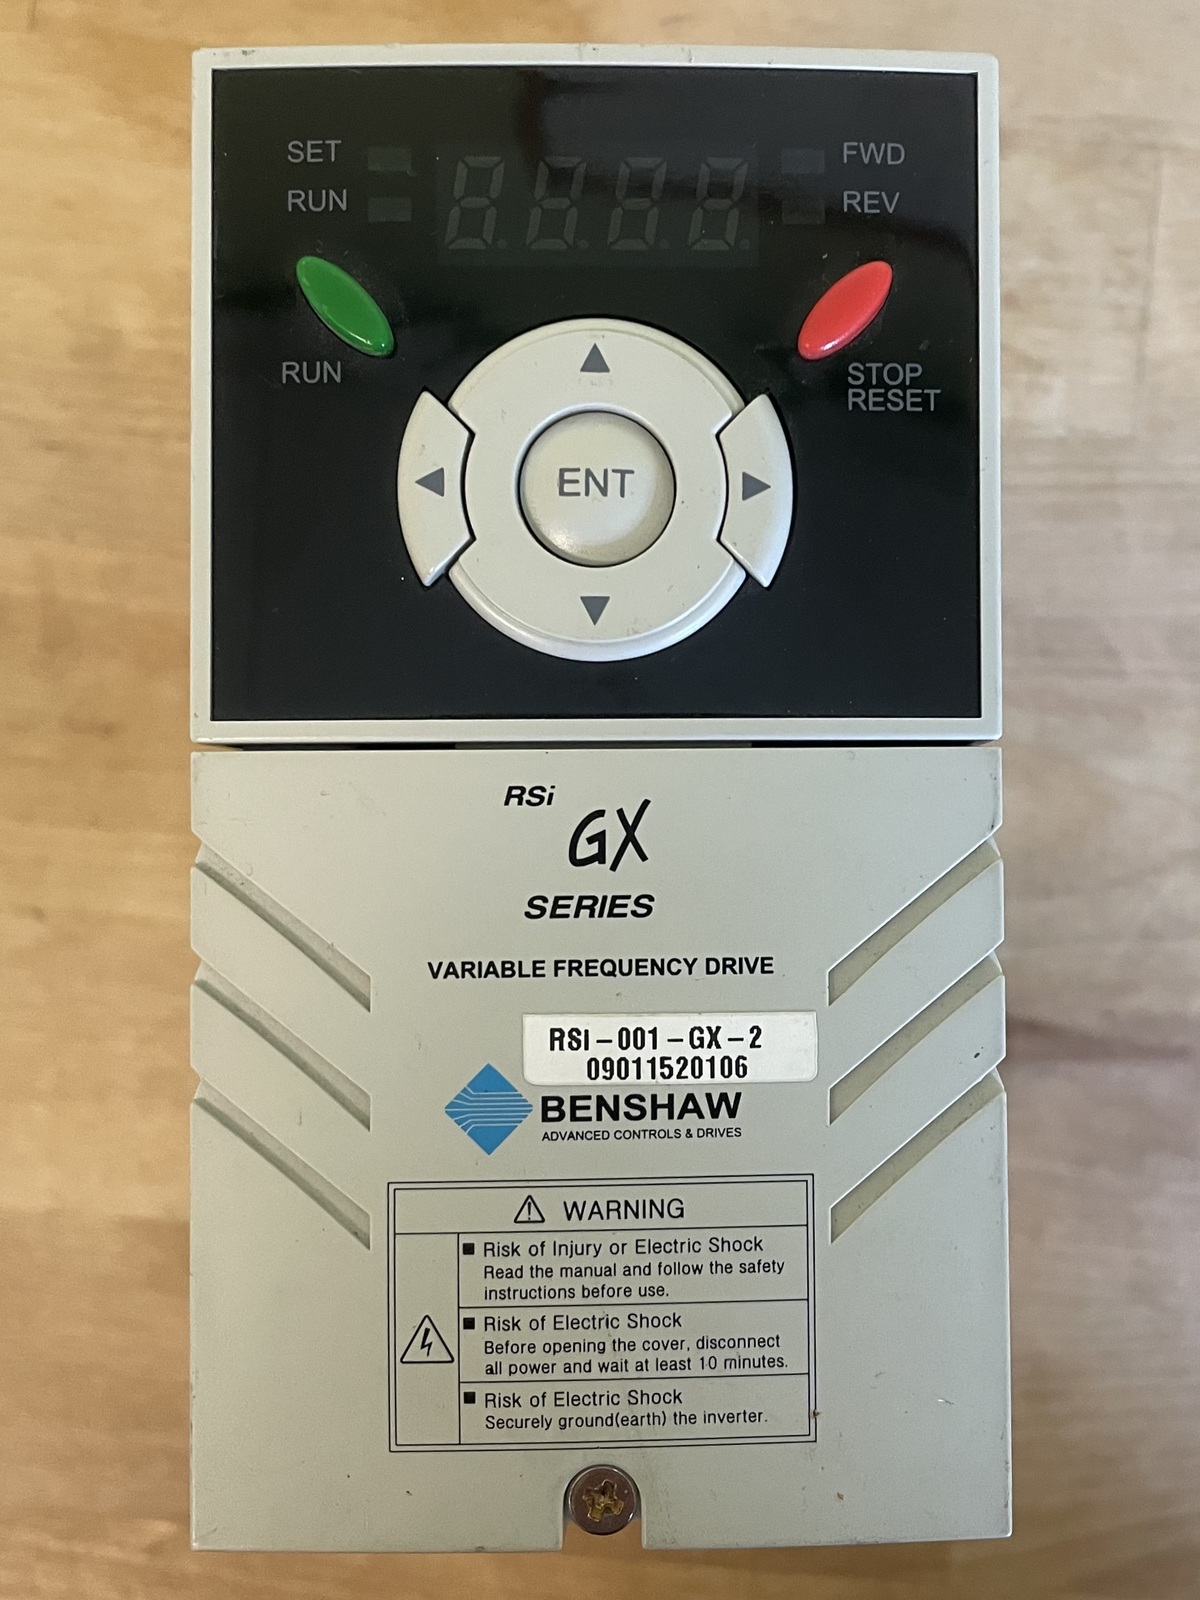 SET
FWD
RUN
REV
RUN
STOP
RESET
ENT
RSi
GX
SERIES
VARIABLE FREQUENCY DRIVE
RSI-001-GX-2
09011520106
BENSHAW
ADVANCED CONTROLS & DRIVES
WARNING
Risk of Injury or Electric Shock
Read the manual and follow the safety
instructions before use.
Risk of Electric Shock
Before opening the cover, disconnect
all power and wait at least 10 minutes.
Risk of Electric Shock
Securely ground(earth) the inverter.